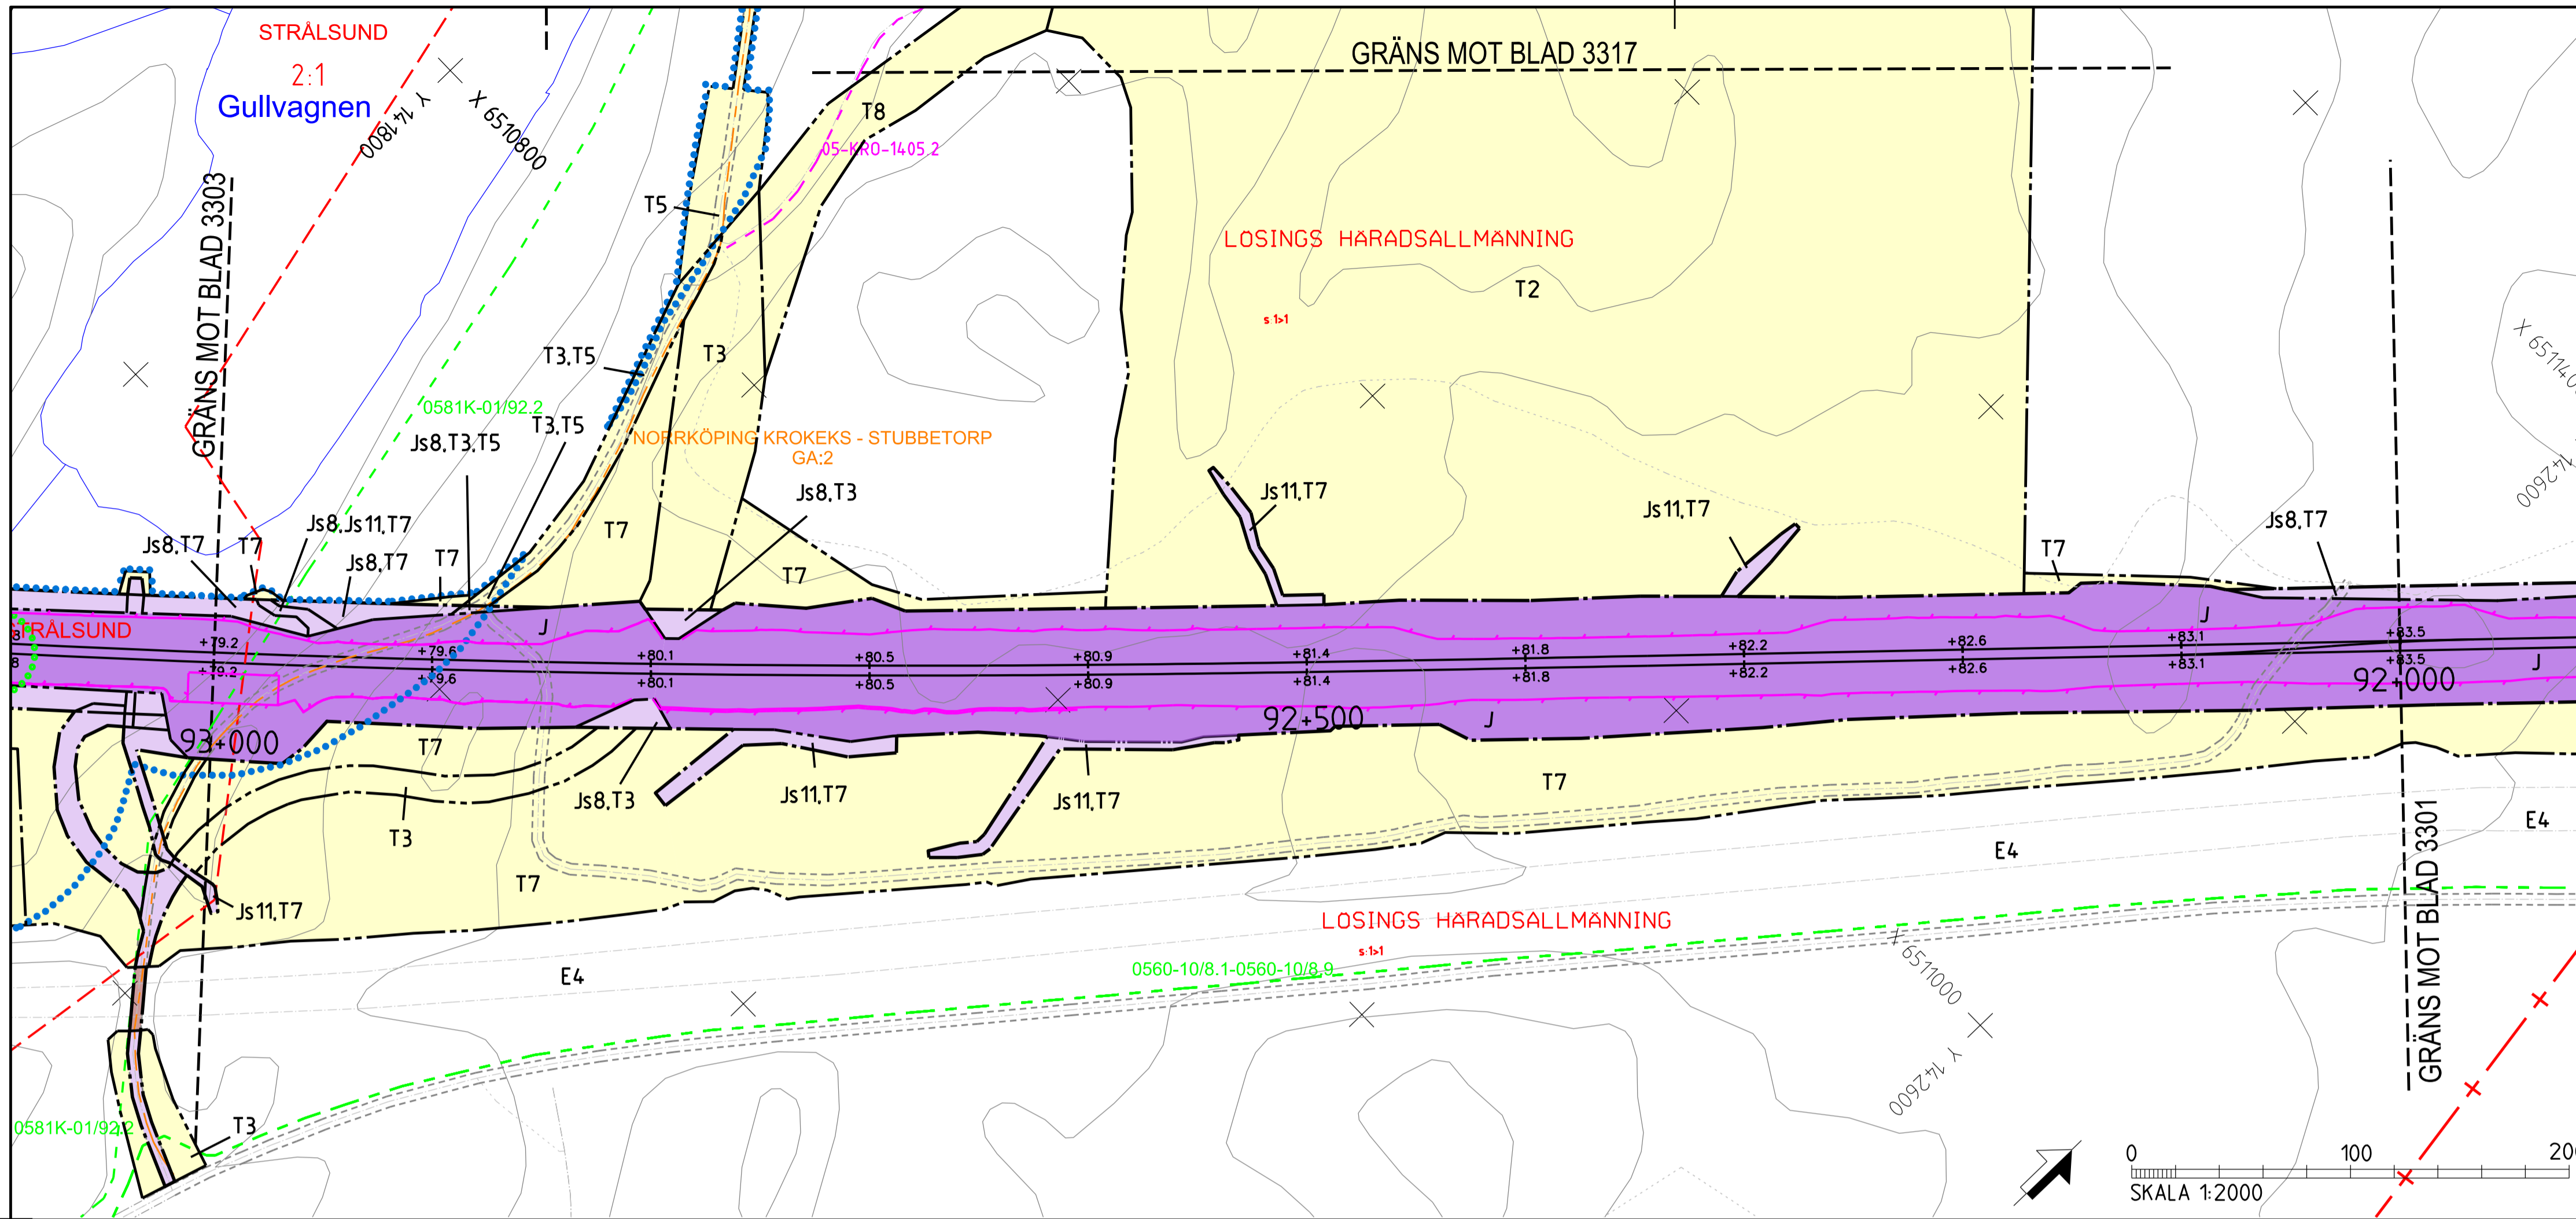 STRÅLSUND
2:1
Gullvagnen
Y 141800
X 6510800
GRÄNS MOT BLAD 3317
T8
05-KRO-1405.2
GRÄNS MOT BLAD 3303
T5
LÖSINGS HÄRADSALLMÄNNING
T2
s:1>1
X 651140
142600
T3,T5
T3
0581K-01/92.2
T3,T5
Js8,T3,T5
NORRKÖPING KROKEKS - STUBBETORP
GA:2
Js8,T3
Js11,T7
Js11,T7
Js8,T7
T7
Js8,T7
T7
Js8,Js11,T7
Js8,T7
T7
T7
T7
TRÅLSUND
8
8
J
J
+79.2
+79.6
+80.1
+80.5
+80.9
+81.4
+81.8
+82.2
+82.6
+83.1
+83.5
+79.2
+79.6
+80.1
+80.5
+80.9
+81.4
+81.8
+82.2
+82.6
+83.1
+83.5
J
J
92+000
92+500
93+000
T7
Js8,T3
Js11,T7
Js11,T7
T7
T3
T7
Js11,T7
E4
E4
E4
GRÄNS MOT BLAD 3301
LÖSINGS HÄRADSALLMÄNNING
s:1>1
0560-10/8.1-0560-10/8.9
X 6511000
Y 142600
0581K-01/92.2
T3
0 100 20
SKALA 1:2000